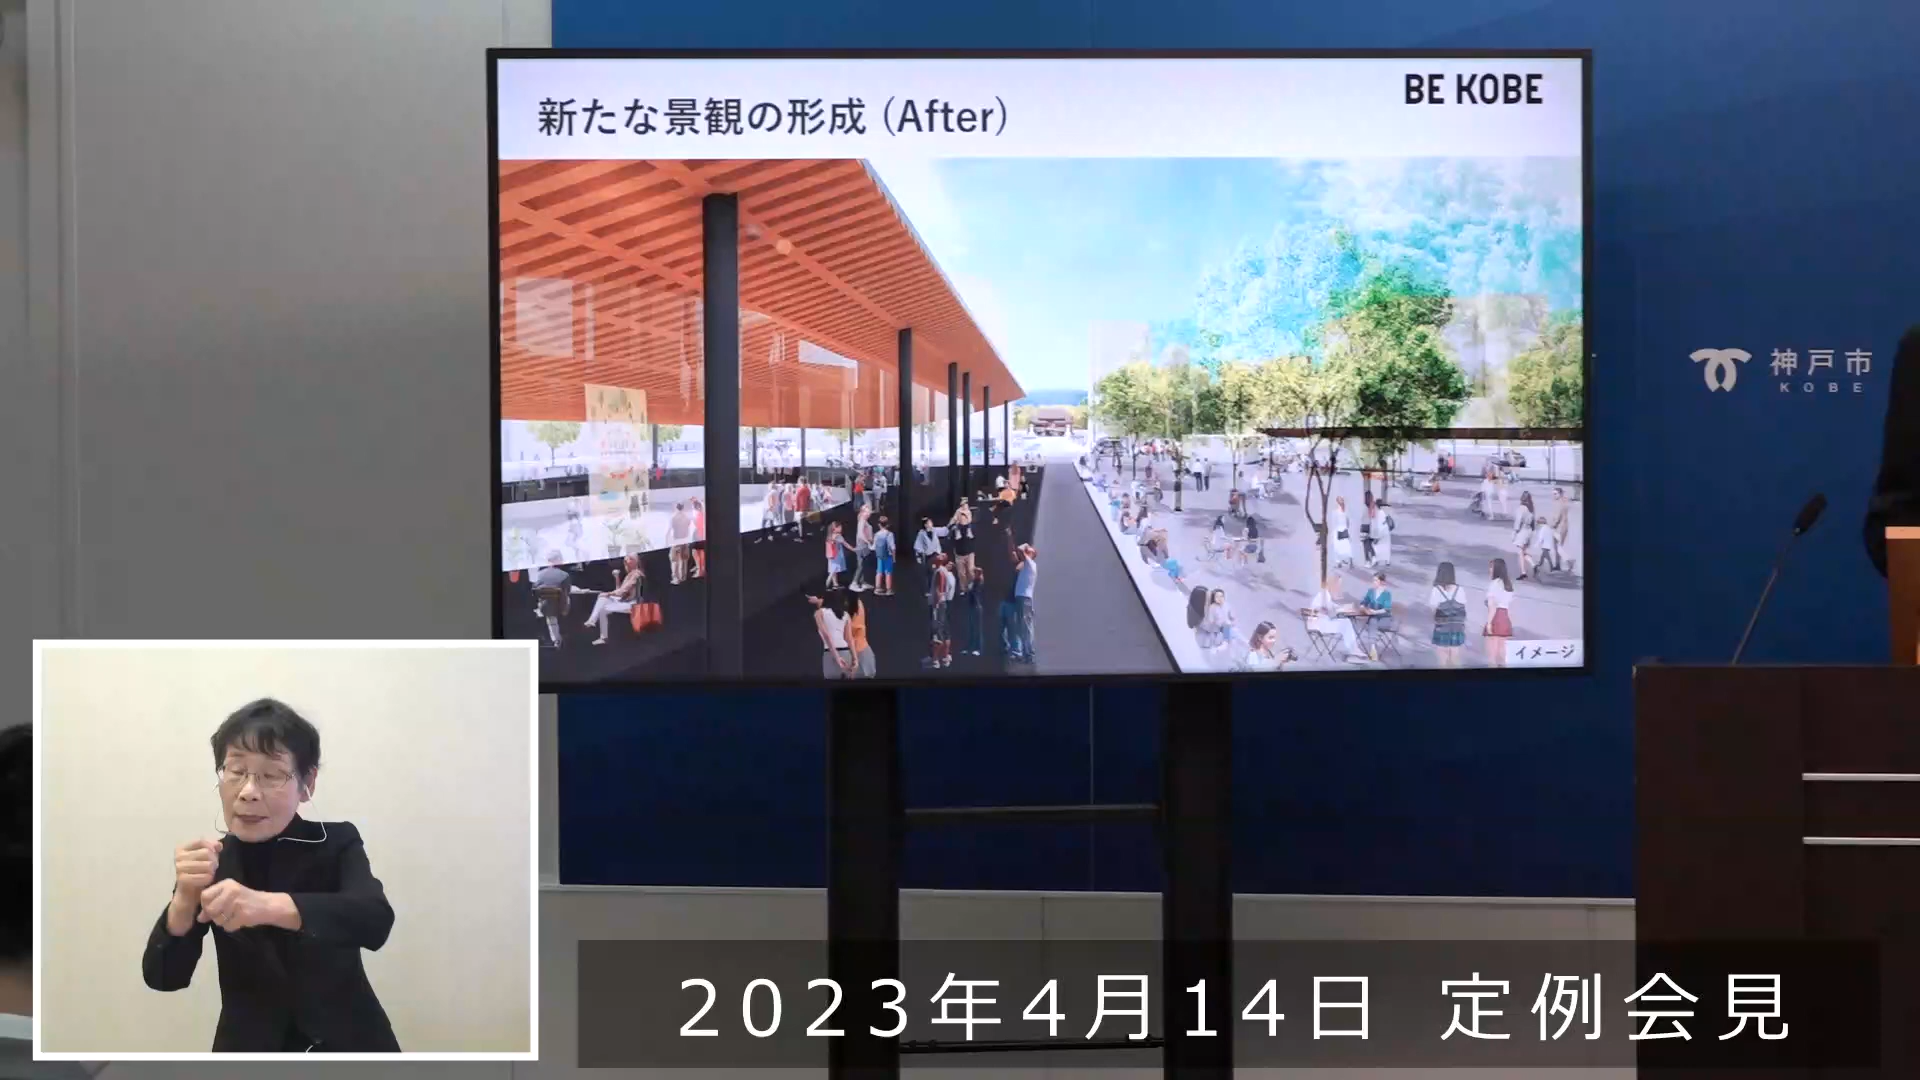 BE KOBE
新たな景観の形成 (After)
イメージ
神戸市
KOBE
2023年4月14日 定例会見